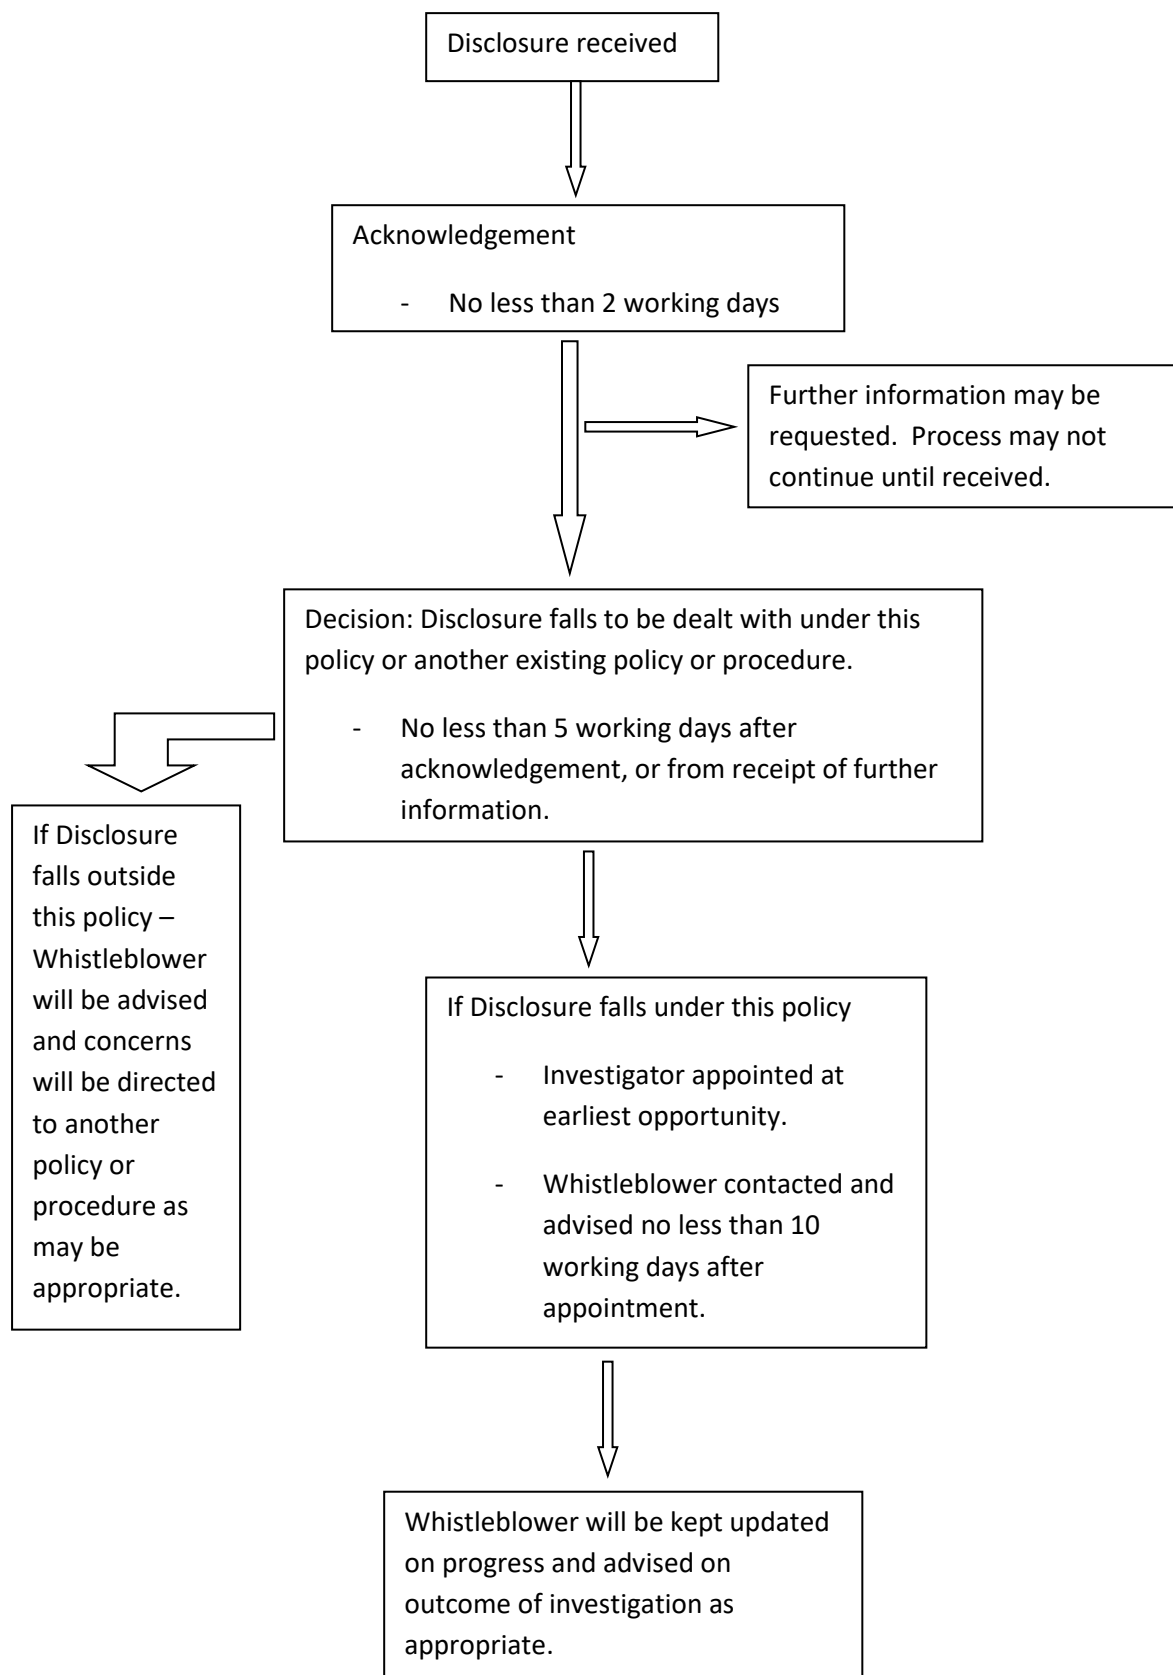 Disclosure received
Acknowledgement
- No less than 2 working days
Further information may be
requested.  Process may not
continue until received.
Decision: Disclosure falls to be dealt with under this
policy or another existing policy or procedure.
- No less than 5 working days after
acknowledgement, or from receipt of further
information.
If Disclosure
falls outside
this policy –
Whistleblower
will be advised
and concerns
will be directed
to another
policy or
procedure as
may be
appropriate.
If Disclosure falls under this policy
- Investigator appointed at
earliest opportunity.
- Whistleblower contacted and
advised no less than 10
working days after
appointment.
Whistleblower will be kept updated
on progress and advised on
outcome of investigation as
appropriate.